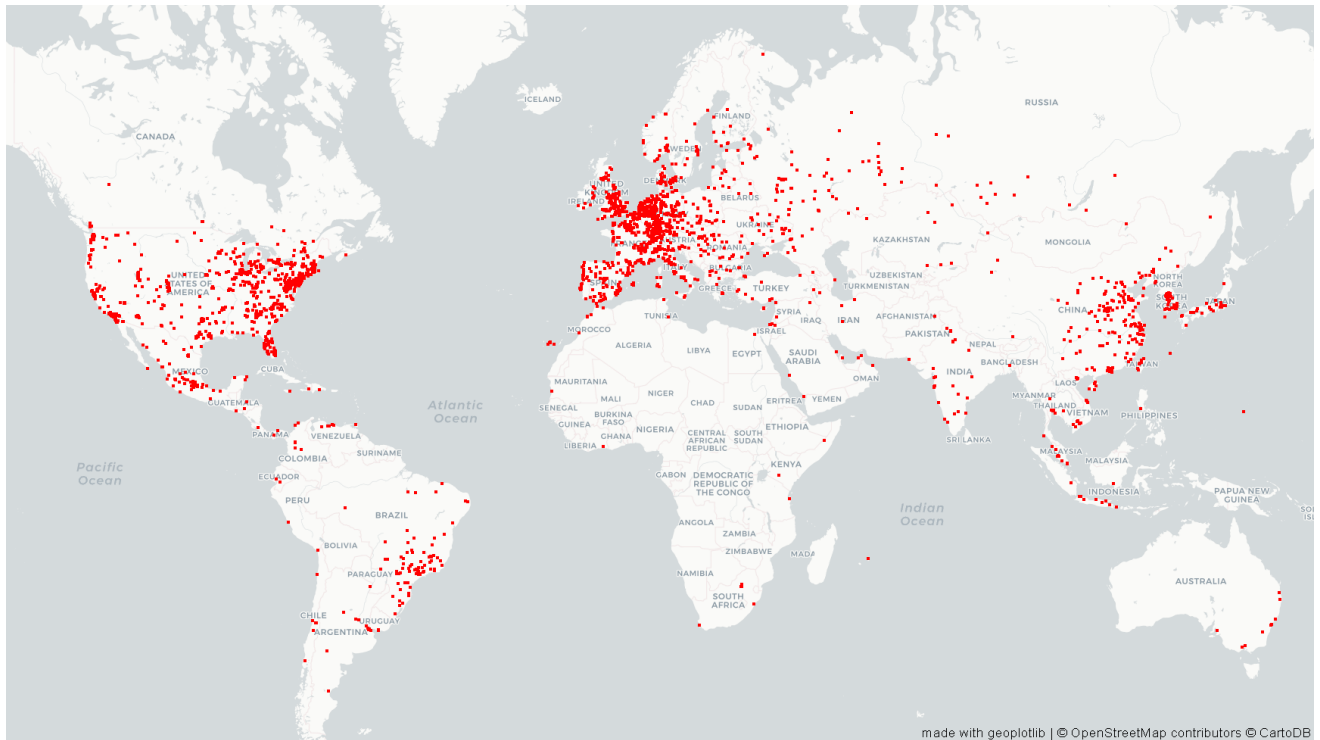 ICELAND
RUSSIA
CANADA
FINLAND
SWEDEN
UNITED
KINGDOM
IRELAND
BELARUS
UKRAINE
KAZAKHSTAN
MONGOLIA
ROMANIA
BULGARIA
UZBEKISTAN
TURKMENISTAN
NORTH
KOREA
SOUTH
KOREA
JAPAN
UNITED
STATES OF
AMERICA
SPAIN
GREECE
TURKEY
CHINA
SYRIA
IRAQ
IRAN
AFGHANISTAN
PAKISTAN
TUNISIA
MOROCCO
ISRAEL
NEPAL
ALGERIA
LIBYA
EGYPT
SAUDI
ARABIA
BANGLADESH
INDIA
TAIWAN
MEXICO
CUBA
OMAN
LAOS
MAURITANIA
MALI
NIGER
CHAD
SUDAN
ERITREA
YEMEN
MYANMAR
THAILAND
VIETNAM
PHILIPPINES
GUATEMALA
Atlantic
Ocean
SENEGAL
BURKINA
FASO
GUINEA
GHANA
NIGERIA
LIBERIA
CENTRAL
AFRICAN
REPUBLIC
SOUTH
SUDAN
ETHIOPIA
SRI LANKA
PANAMA
VENEZUELA
COLOMBIA
SURINAME
MALAYSIA
MALAYSIA
Pacific
Ocean
ECUADOR
GABON
DEMOCRATIC
REPUBLIC OF
THE CONGO
KENYA
INDONESIA
PAPUA NEW
GUINEA
PERU
BRAZIL
Indian
Ocean
SO
ISL
ANGOLA
ZAMBIA
BOLIVIA
ZIMBABWE
MADA
PARAGUAY
NAMIBIA
AUSTRALIA
SOUTH
AFRICA
CHILE
URUGUAY
ARGENTINA
made with geoplotlib | © OpenStreetMap contributors © CartoDB